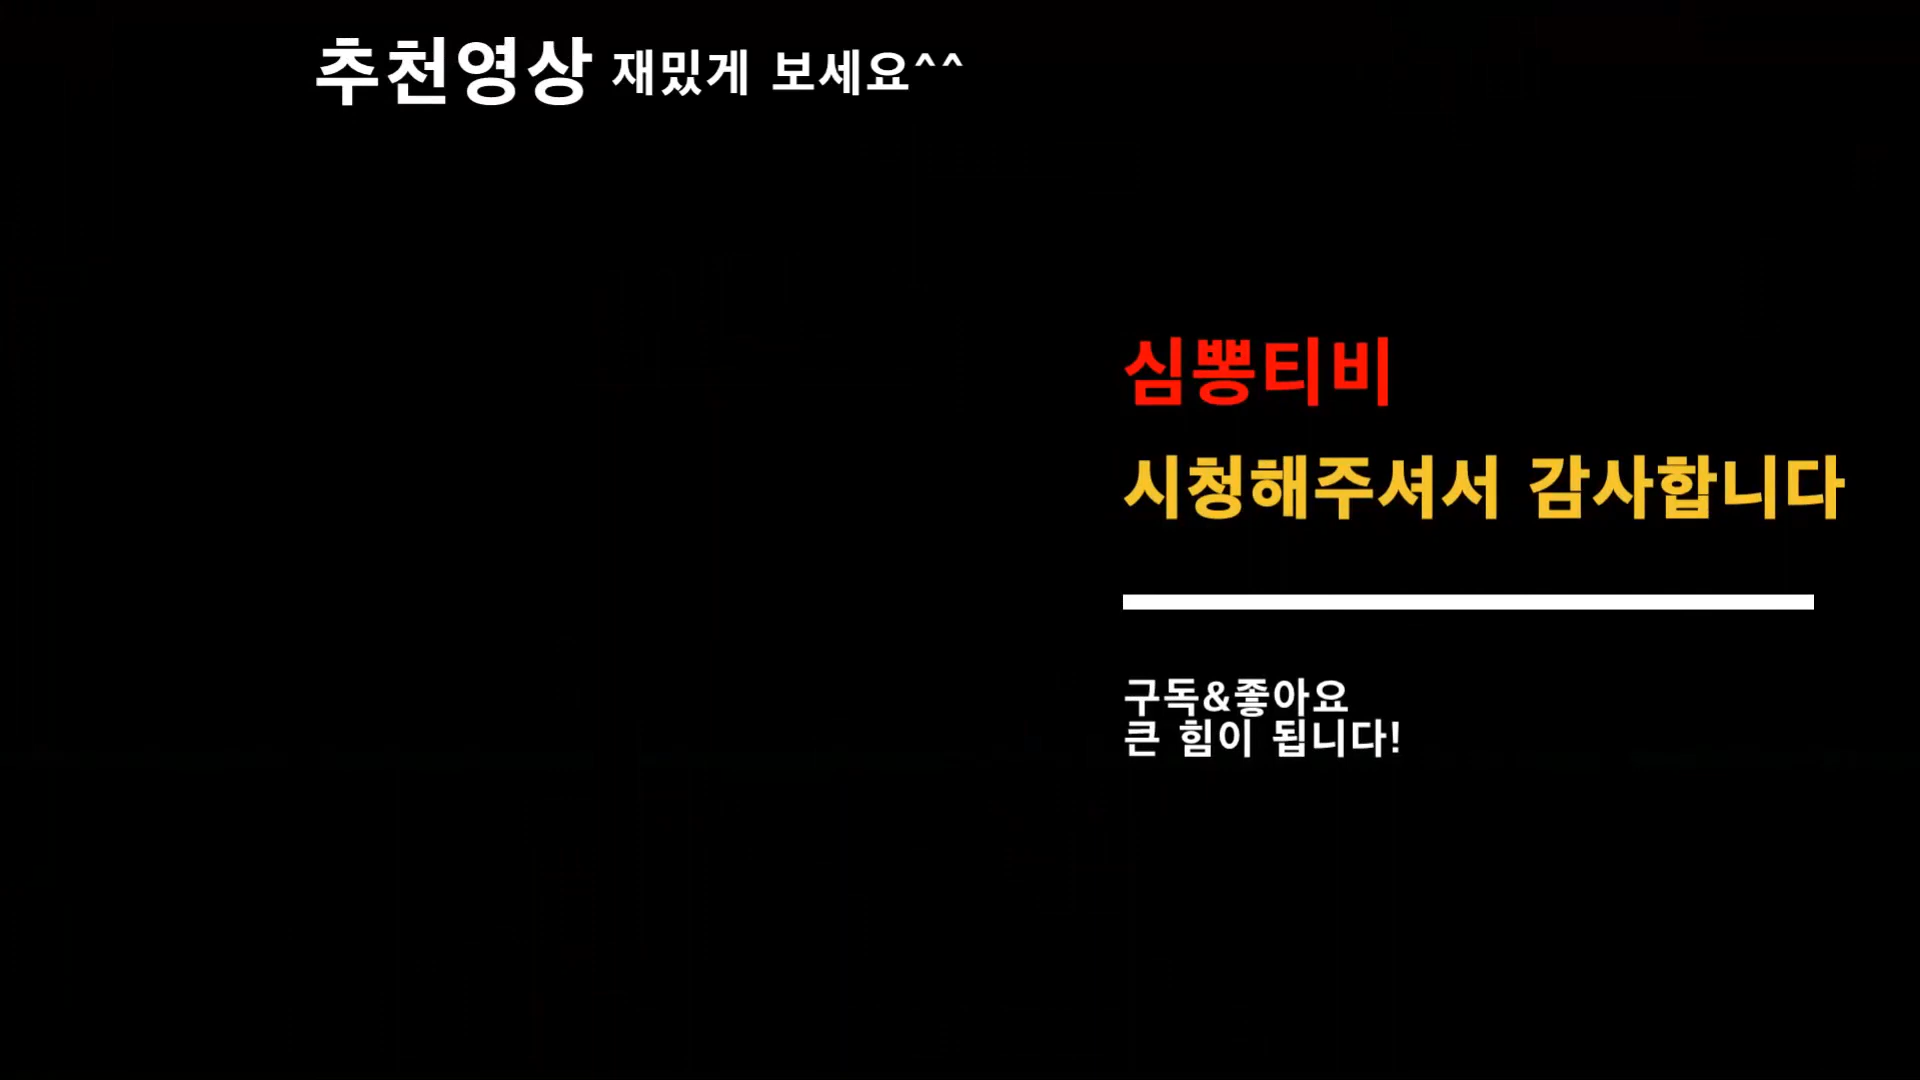 추천영상 재밌게 보세요^^
심뽕티비
시청해주셔서 감사합니다
구독&좋아요
큰 힘이 됩니다!